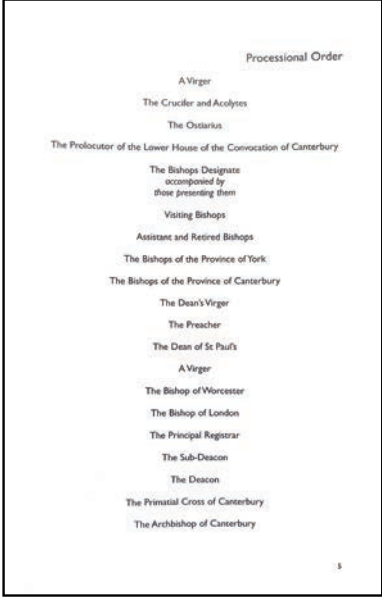 Processional Order
A Virger
The Crucifer and Acolytes
The Ostiarius
The Prolocutor of the Lower House of the Convocation of Canterbury
The Bishops Designate
accompanied by
those presenting them
Visiting Bishops
Assistant and Retired Bishops
The Bishops of the Province of York
The Bishops of the Province of Canterbury
The Dean's Virger
The Preacher
The Dean of St Paul's
A Virger
The Bishop of Worcester
The Bishop of London
The Principal Registrar
The Sub-Deacon
The Deacon
The Primatial Cross of Canterbury
The Archbishop of Canterbury
5